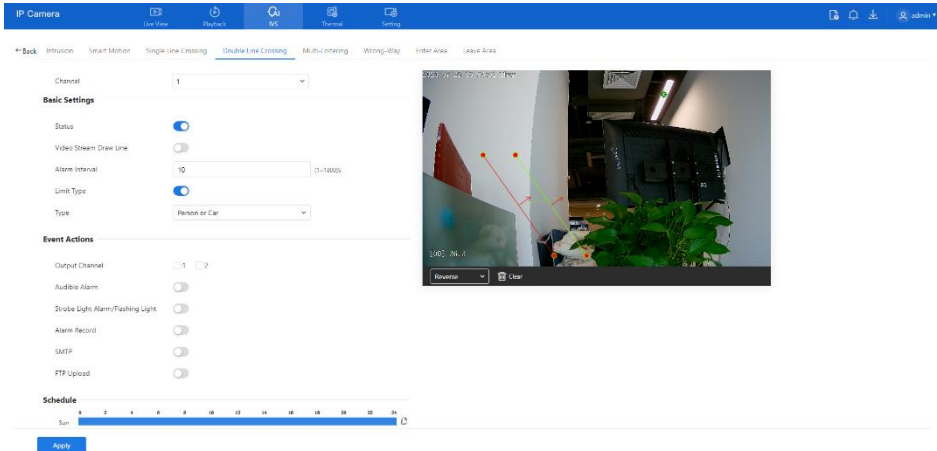 IP Camera
Live View
Playback
IVS
Thermal
Setting
admin
Back
Intrusion
Smart Motion
Single Line Crossing
Double Line Crossing
Multi-Loitering
Wrong-Way
Enter Area
Leave Area
Channel
1
Basic Settings
Status
Video Stream Draw Line
Alarm Interval
10
(1-1800)S
Limit Type
Type
Person or Car
Event Actions
Output Channel
1
2
Audible Alarm
Strobe Light Alarm/Flashing Light
Alarm Record
SMTP
FTP Upload
Reverse
Clear
Schedule
0 2 4 6 8 10 12 14 16 18 20 22 24
Sun
Apply